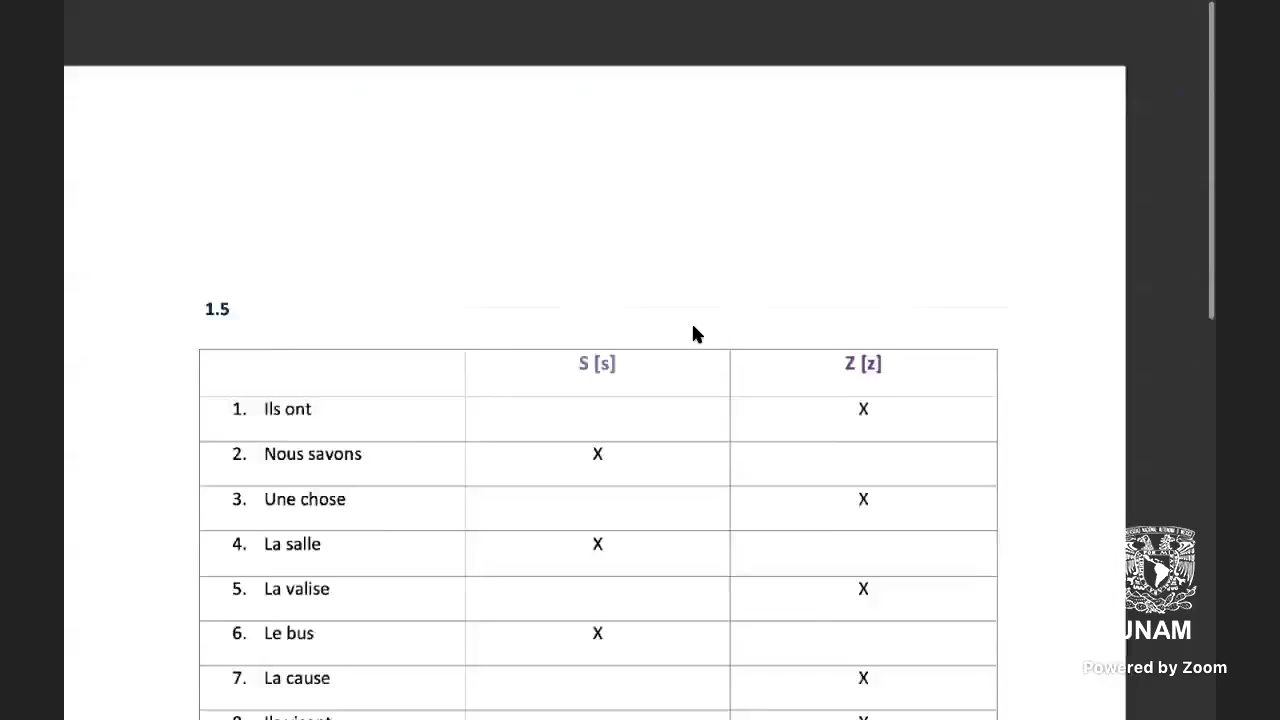 1.5
S [s] Z [z]
1. Ils ont X
2. Nous savons X
3. Une chose X
4. La salle X
5. La valise X
6. Le bus X
7. La cause X
X
UNAM
Powered by Zoom